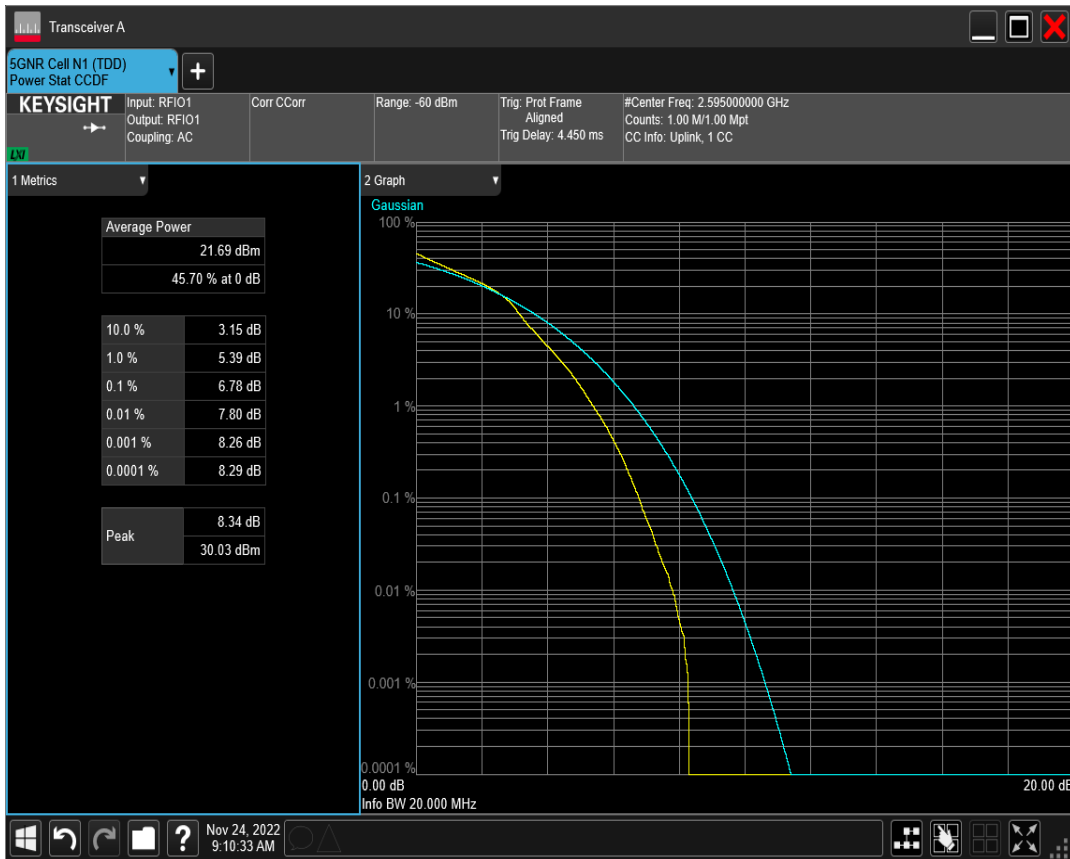 Transceiver A
5GNR Cell N1 (TDD)
Power Stat CCDF
+
KEYSIGHT
LXI
Input: RFIO1
Output: RFIO1
Coupling: AC
Corr CCorr
Range: -60 dBm
Trig: Prot Frame
Aligned
Trig Delay: 4.450 ms
#Center Freq: 2.595000000 GHz
Counts: 1.00 M/1.00 Mpt
CC Info: Uplink, 1 CC
1 Metrics
Average Power
21.69 dBm
45.70 % at 0 dB
10.0 % 3.15 dB
1.0 % 5.39 dB
0.1 % 6.78 dB
0.01 % 7.80 dB
0.001 % 8.26 dB
0.0001 % 8.29 dB
Peak
8.34 dB
30.03 dBm
2 Graph
Gaussian
100 %
10 %
1 %
0.1 %
0.01 %
0.001 %
0.0001 %
0.00 dB 20.00 dB
Info BW 20.000 MHz
?
Nov 24, 2022
9:10:33 AM